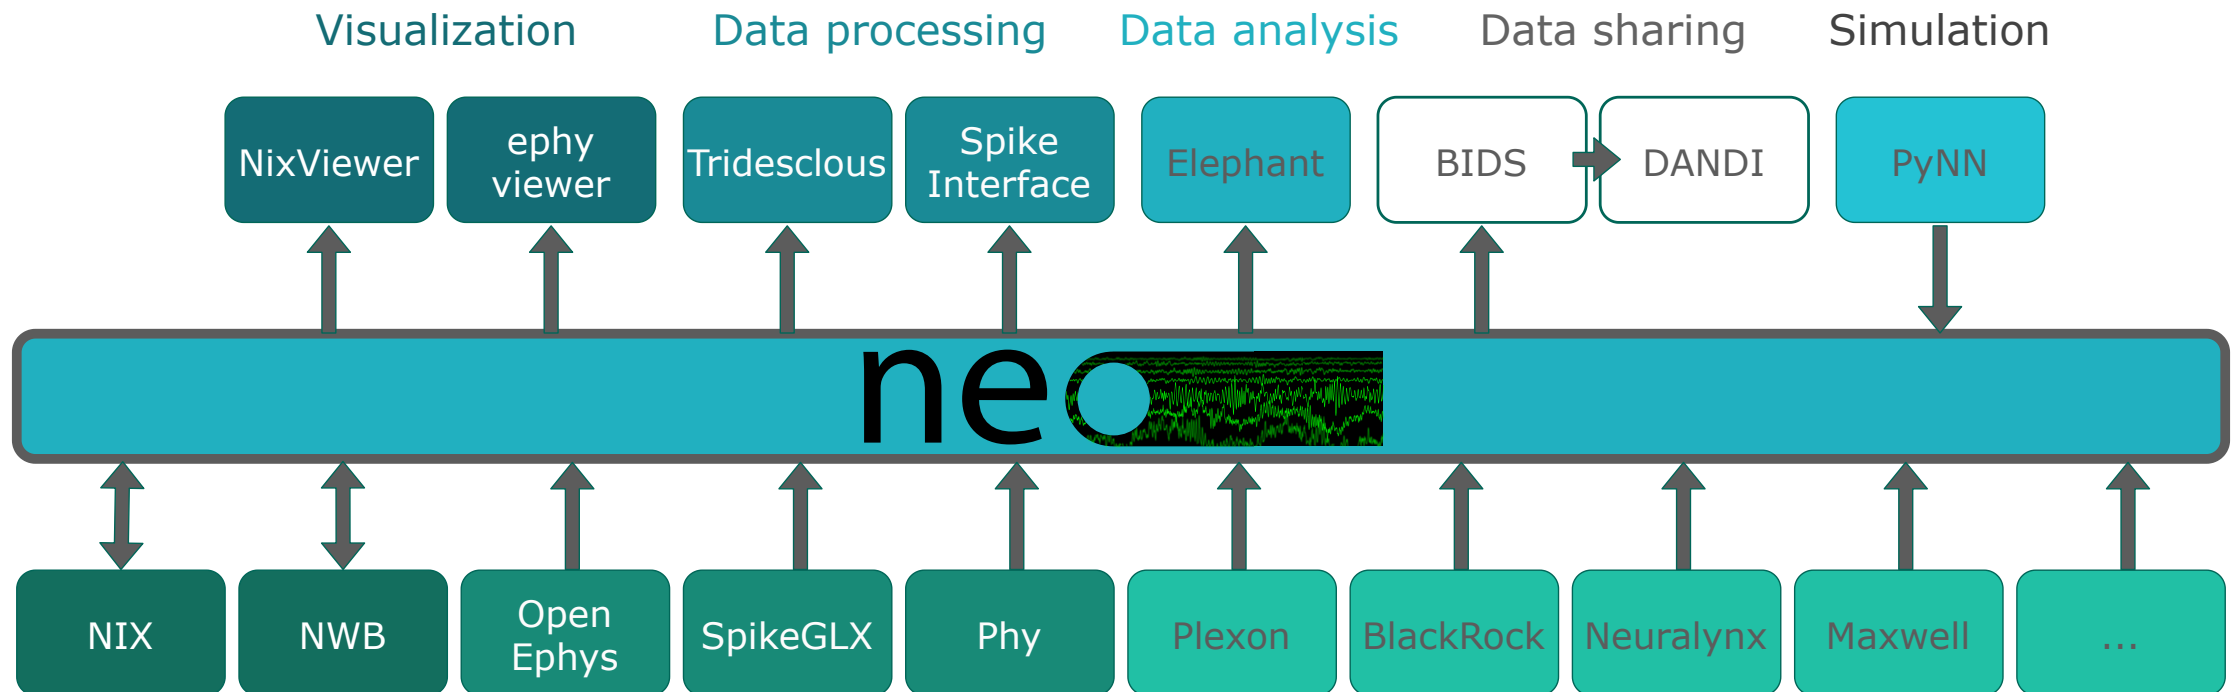 Visualization
Data processing
Data analysis
Data sharing
Simulation
NixViewer
ephy
viewer
Tridesclous
Spike
Interface
Elephant
BIDS
DANDI
PyNN
neo
NIX
NWB
Open
Ephys
SpikeGLX
Phy
Plexon
BlackRock
Neuralynx
Maxwell
...